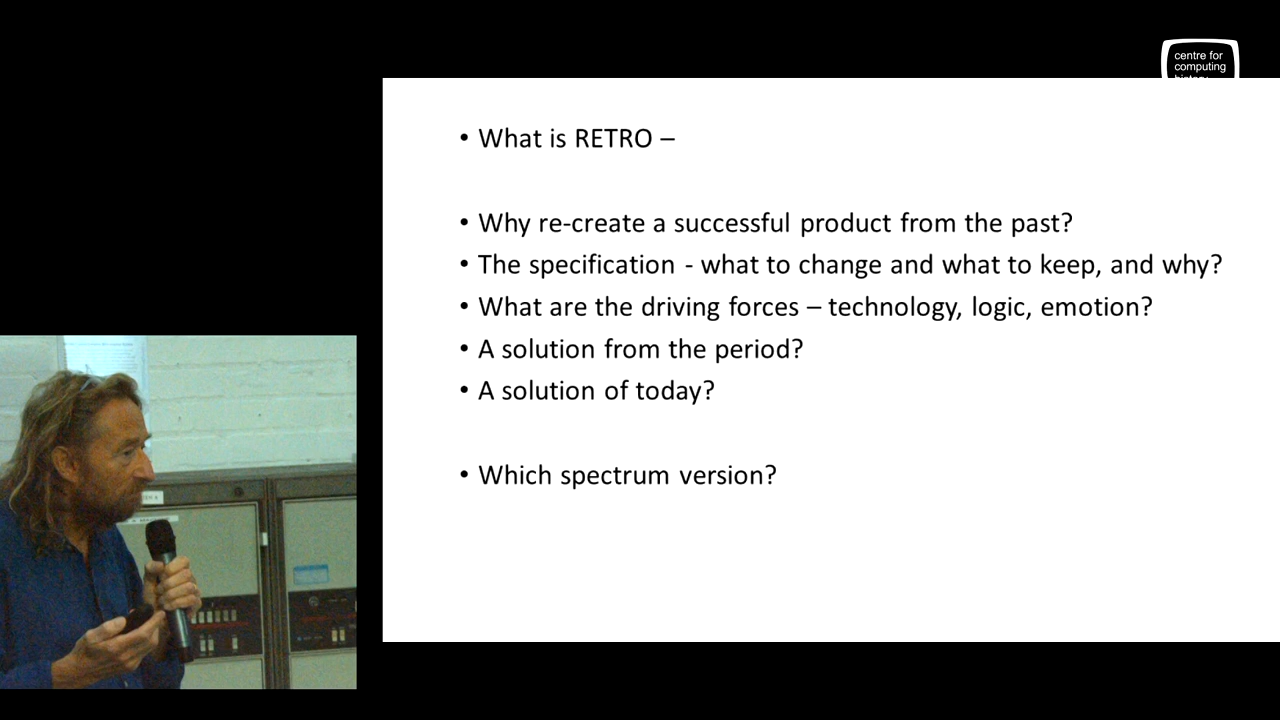 centre for
computing
history
• What is RETRO –
• Why re-create a successful product from the past?
• The specification - what to change and what to keep, and why?
• What are the driving forces – technology, logic, emotion?
• A solution from the period?
• A solution of today?
• Which spectrum version?